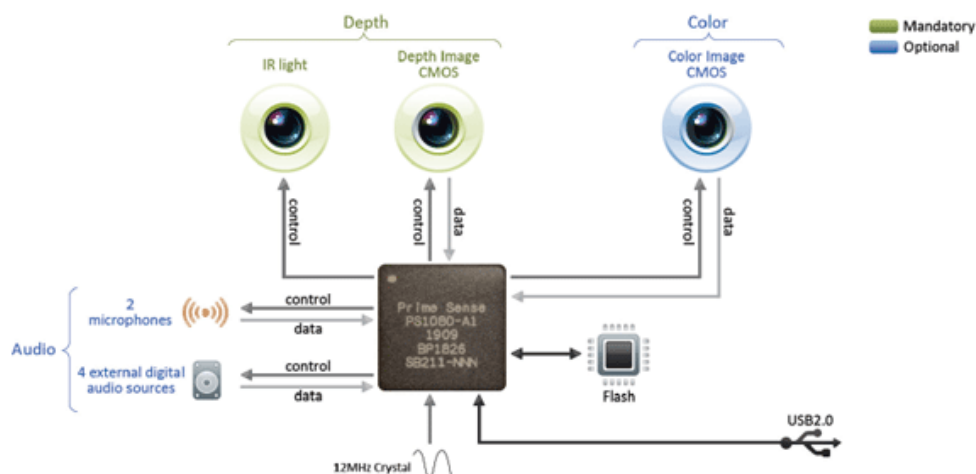 Depth
Color
Mandatory
Optional
IR light
Depth Image
CMOS
Color Image
CMOS
control
control
data
control
data
Prime Sense
PS1080-A1
1909
BP1826
SB211-NNN
Audio
2
microphones
control
data
4 external digital
audio sources
control
data
Flash
USB2.0
12MHz Crystal